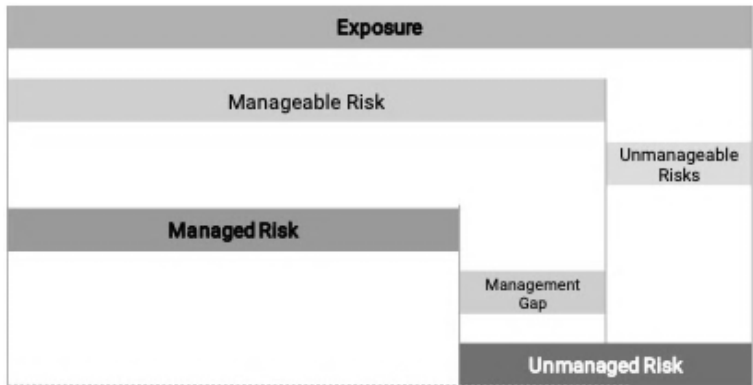 Exposure
Manageable Risk
Unmanageable
Risks
Managed Risk
Management
Gap
Unmanaged Risk